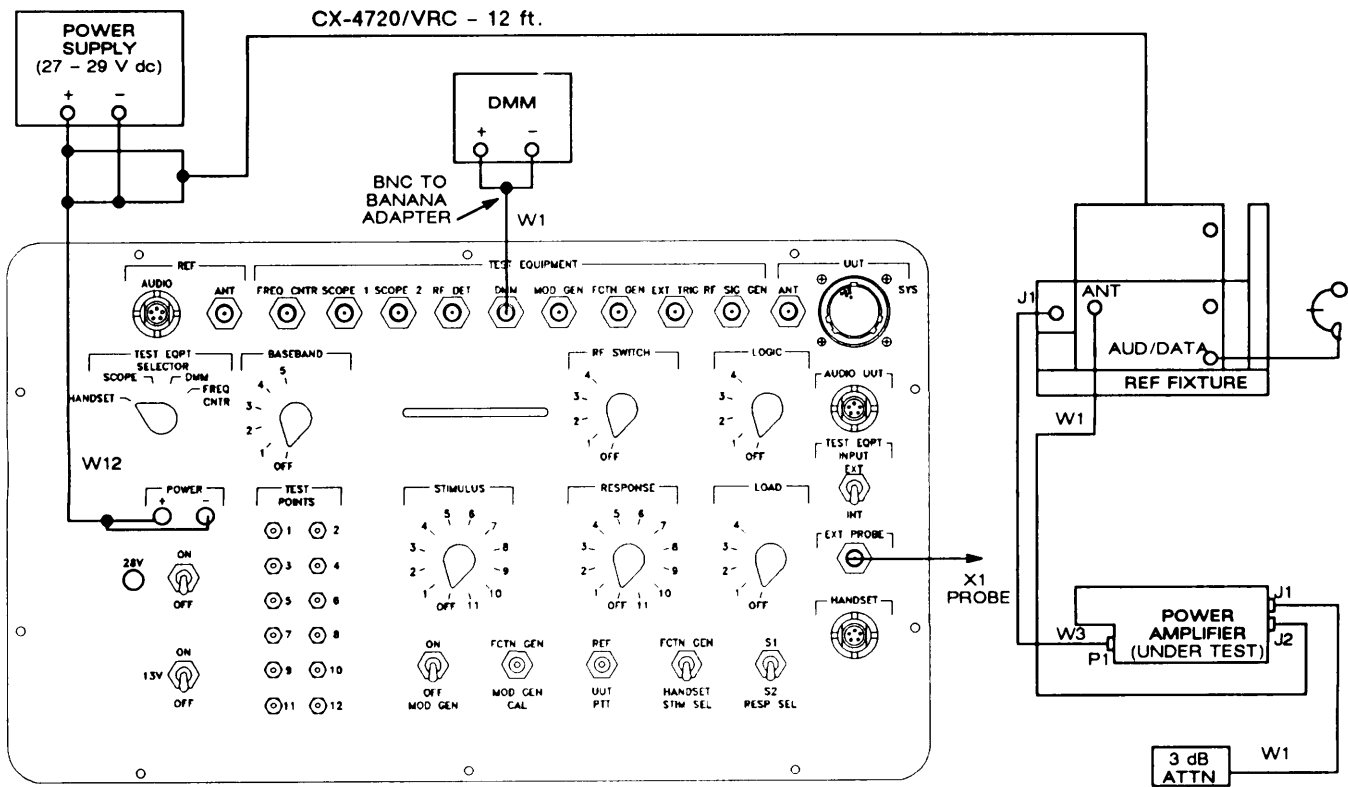 CX-4720/VRC - 12 ft.
POWER
SUPPLY
(27 - 29 V dc)
+ -
DMM
+ -
BNC TO
BANANA
ADAPTER
W1
REF
TEST EQUIPMENT
UUT
AUDIO
ANT
FREQ CNTR
SCOPE 1
SCOPE 2
RF DET
DMM
MOD GEN
FCTN GEN
EXT TRIG
RF SIG GEN
ANT
SYS
TEST EQPT
SELECTOR
HANDSET
SCOPE
DMM
FREQ
CNTR
BASEBAND
OFF 1 2 3 4 5
RF SWITCH
OFF 1 2 3 4
LOGIC
OFF 1 2 3 4
AUDIO UUT
TEST EQPT
INPUT
EXT
INT
W12
POWER
+ -
28V
ON
OFF
13V
ON
OFF
TEST
POINTS
1 2
3 4
5 6
7 8
9 10
11 12
STIMULUS
OFF 1 2 3 4 5 6 7 8 9 10 11
RESPONSE
OFF 1 2 3 4 5 6 7 8 9 10 11
LOAD
OFF 1 2 3 4
EXT PROBE
X1
PROBE
HANDSET
ON
OFF
MOD GEN
FCTN GEN
MOD GEN
CAL
REF
UUT
PTT
FCTN GEN
HANDSET
STIM SEL
S1
S2
RESP SEL
J1
ANT
AUD/DATA
REF FIXTURE
W1
W3
P1
POWER
AMPLIFIER
(UNDER TEST)
J1
J2
3 dB
ATTN
W1